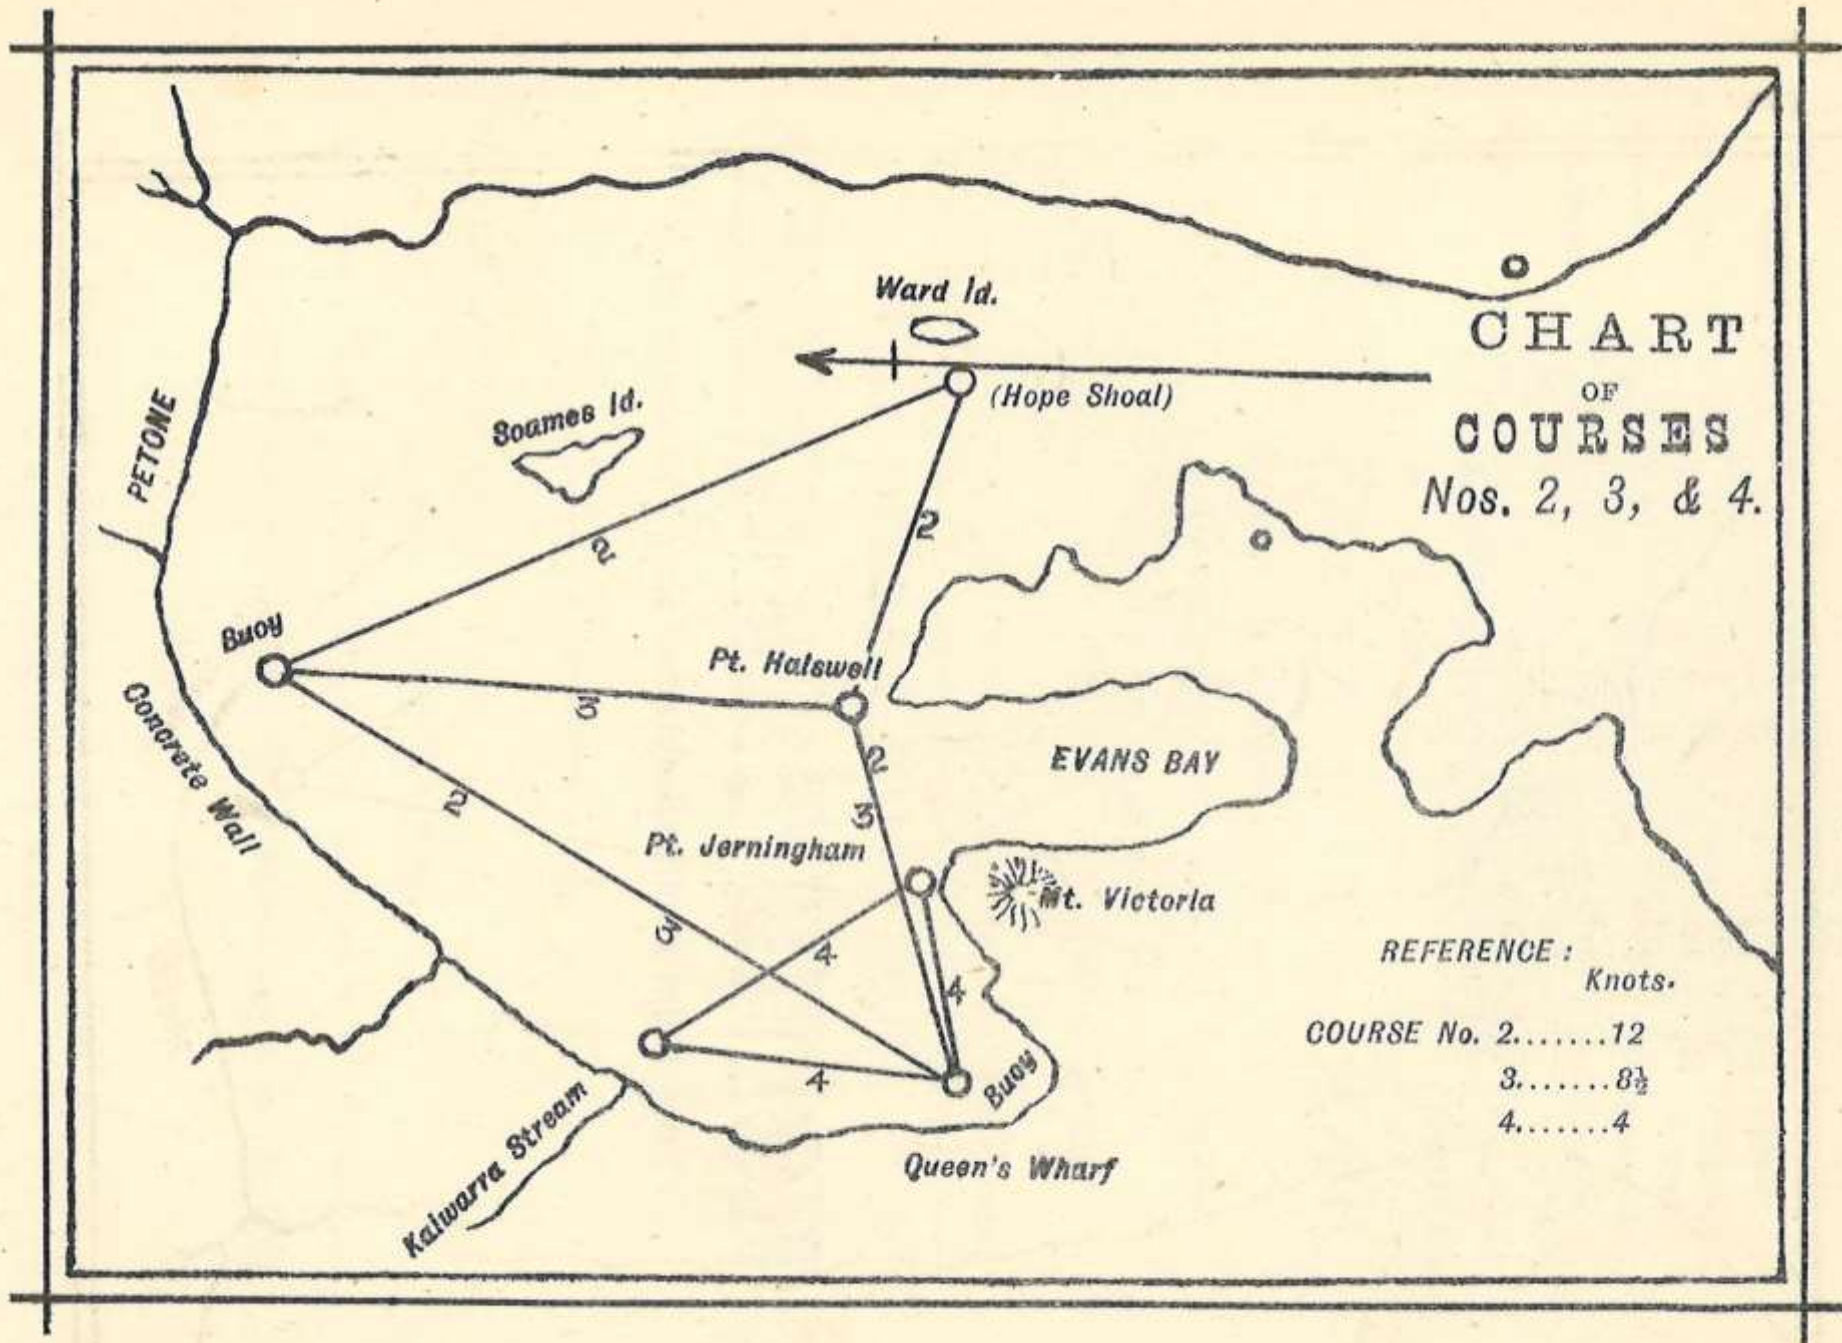 Ward Id.
CHART
OF
COURSES
Nos. 2, 3, & 4.
(Hope Shoal)
Soames Id.
PETONE
2
2
Buoy
Pt. Halswell
3
Concrete Wall
2
2
3
EVANS BAY
Pt. Jerningham
Mt. Victoria
3
4
4
REFERENCE:
Knots.
COURSE No. 2.......12
3.......8½
4.......4
4
Buoy
Kaiwarra Stream
Queen's Wharf